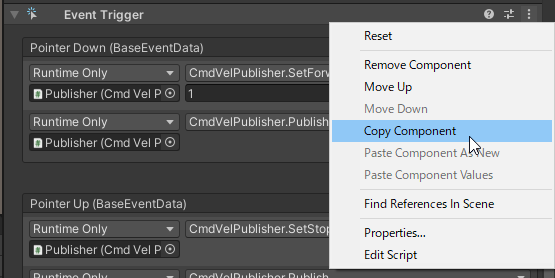 Event Trigger
Pointer Down (BaseEventData)
Runtime Only
CmdVelPublisher.SetForw
Publisher (Cmd Vel P
1
Runtime Only
CmdVelPublisher.Publish
Publisher (Cmd Vel P
Pointer Up (BaseEventData)
Runtime Only
CmdVelPublisher.SetStop
Publisher (Cmd Vel P
Runtime Only
CmdVelPublisher.Publish
Reset
Remove Component
Move Up
Move Down
Copy Component
Paste Component As New
Paste Component Values
Find References In Scene
Properties...
Edit Script